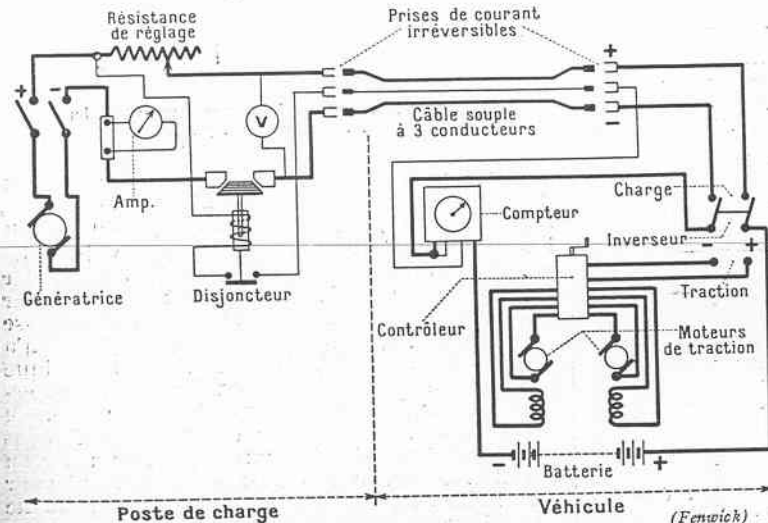 Résistance
de réglage
Prises de courant
irréversibles
+
+
-
V
Câble souple
à 3 conducteurs
-
Amp.
Charge
Compteur
Inverseur
-
+
Génératrice
Disjoncteur
Traction
Contrôleur
Moteurs
de traction
-
Batterie
+
Poste de charge
Véhicule
(Fenwick)